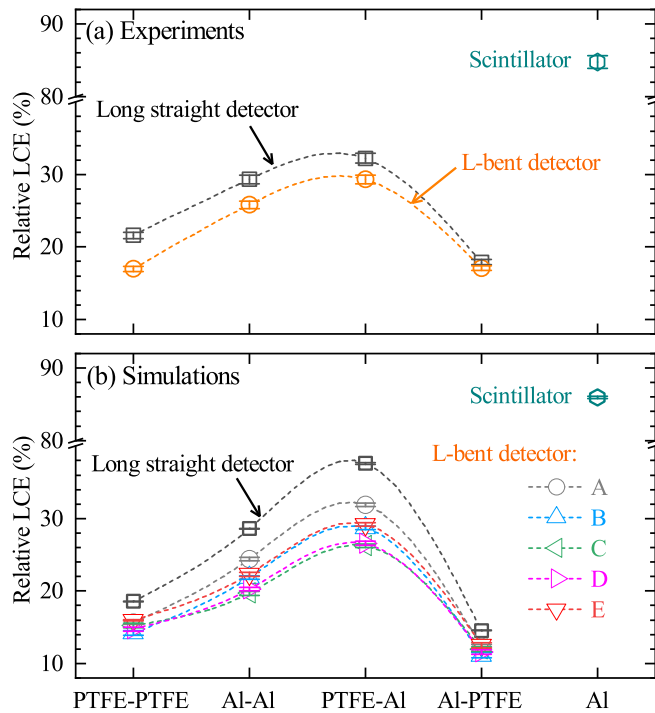 (a) Experiments
Scintillator
Long straight detector
L-bent detector
Relative LCE (%)
90
80
30
20
10
(b) Simulations
Scintillator
Long straight detector
L-bent detector:
A
B
C
D
E
Relative LCE (%)
90
80
30
20
10
PTFE-PTFE Al-Al PTFE-Al Al-PTFE Al